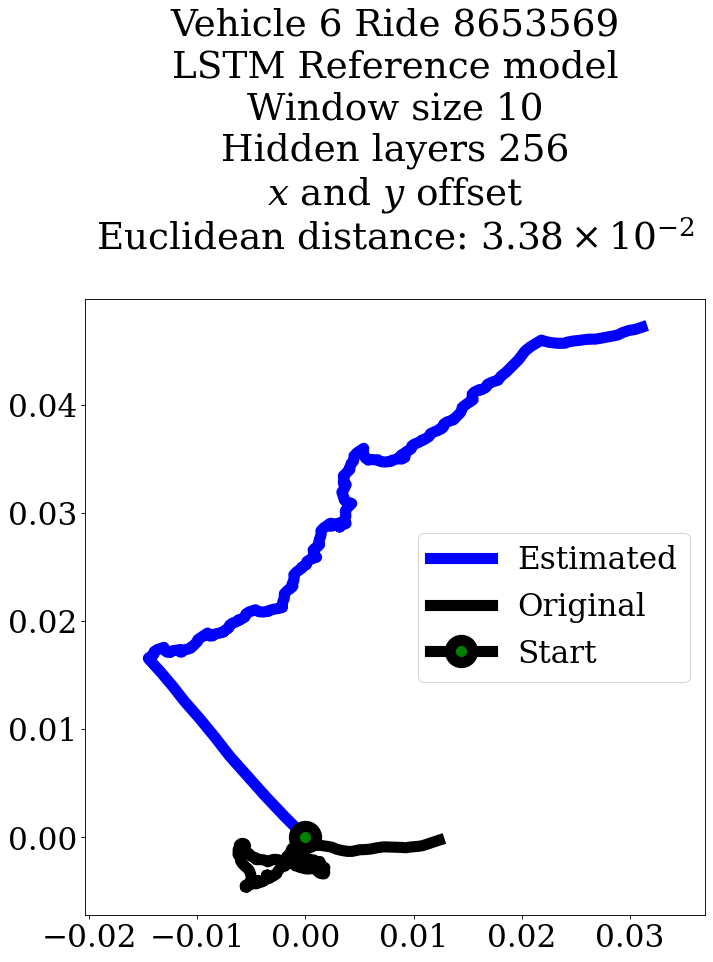 Vehicle 6 Ride 8653569
LSTM Reference model
Window size 10
Hidden layers 256
x and y offset
Euclidean distance: 3.38 × 10⁻²
0.04
0.03
Estimated
Original
0.02
Start
0.01
0.00
−0.02 −0.01 0.00 0.01 0.02 0.03